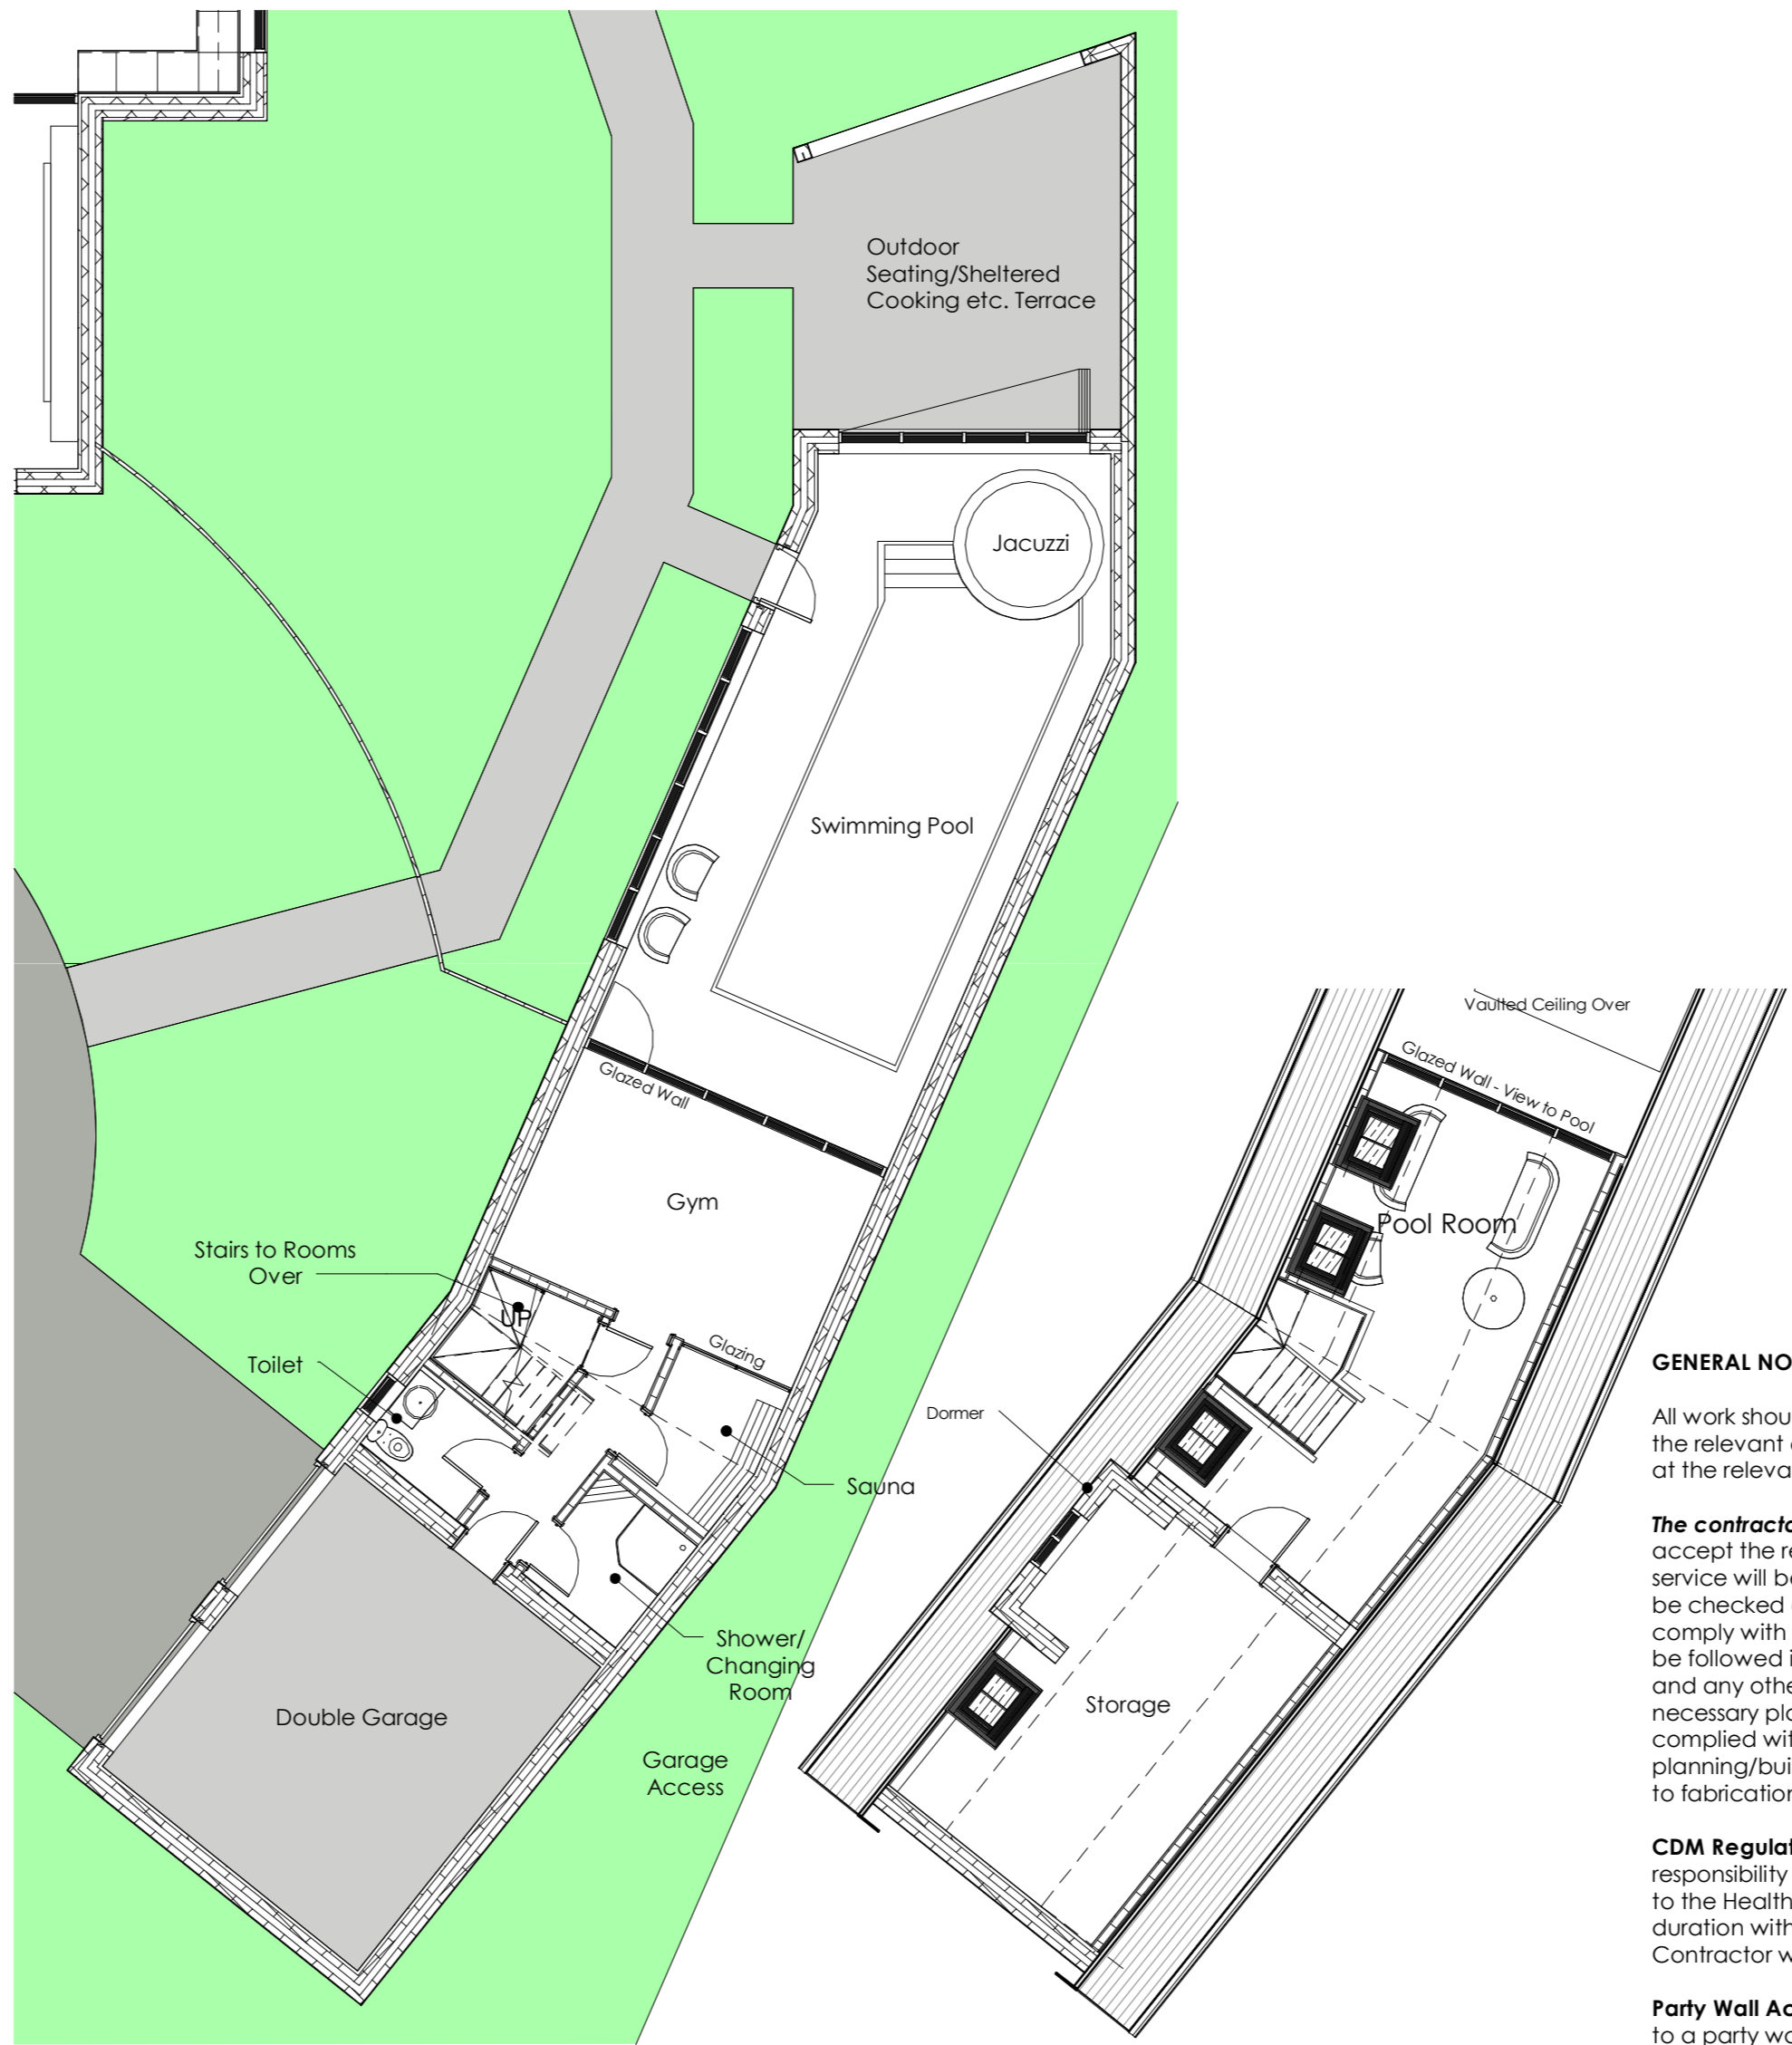 Outdoor
Seating/Sheltered
Cooking etc. Terrace
Jacuzzi
Swimming Pool
Glazed Wall
Gym
Stairs to Rooms
Over
UP
Glazing
Toilet
Sauna
Shower/
Changing
Room
Double Garage
Garage
Access
Vaulted Ceiling Over
Glazed Wall - View to Pool
Pool Room
Dormer
Storage
GENERAL NO
All work shou
the relevant
at the releva
The contracto
accept the re
service will be
be checked
comply with
be followed i
and any othe
necessary pla
complied wit
planning/bui
to fabrication
CDM Regulat
responsibility
to the Health
duration with
Contractor w
Party Wall Ac
to a party wa